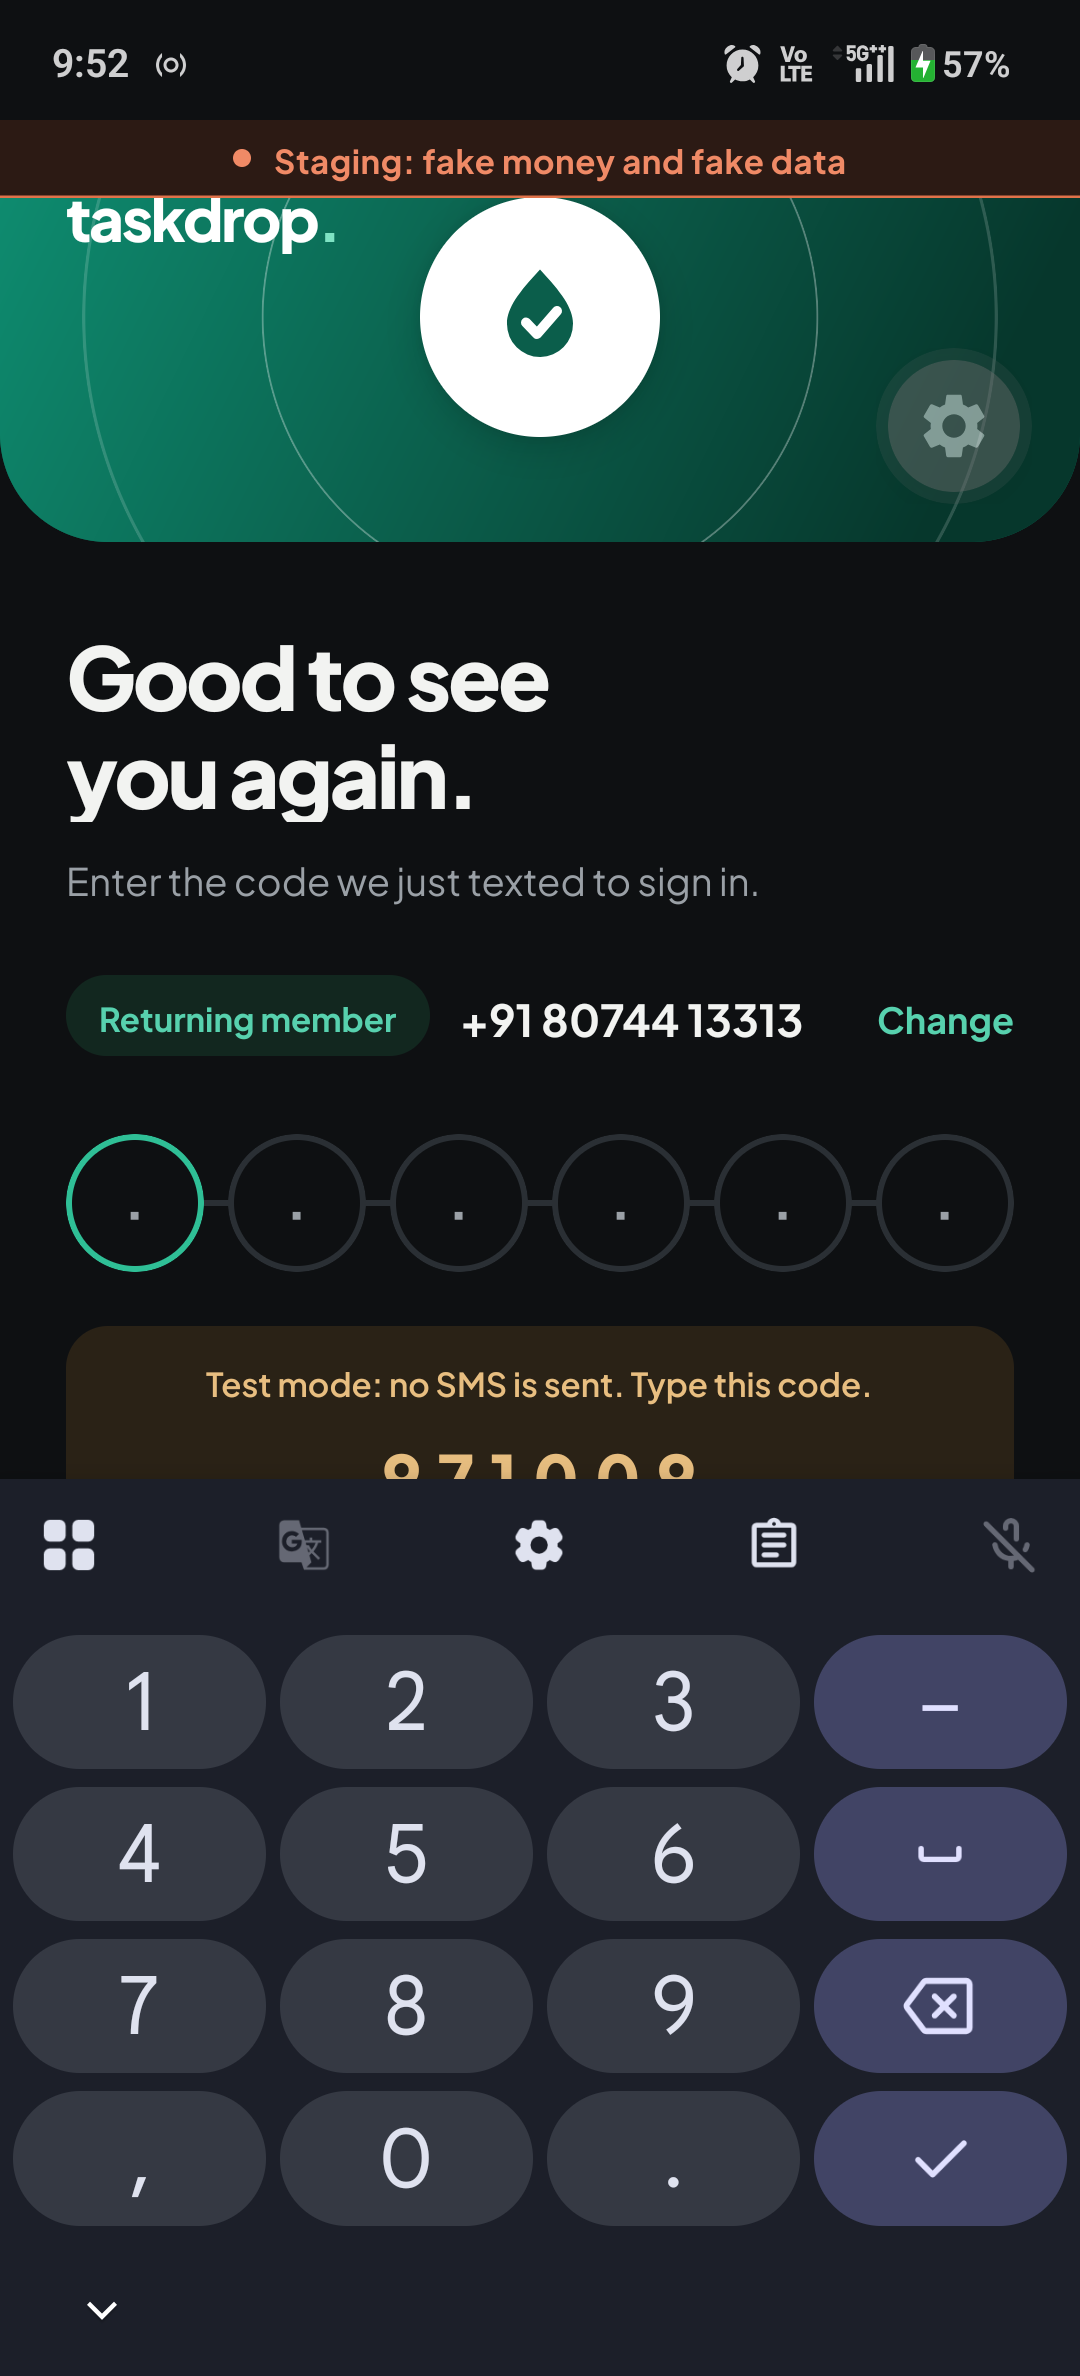 9:52 Vo LTE 5G++ 57%
Staging: fake money and fake data
taskdrop.
Good to see
you again.
Enter the code we just texted to sign in.
Returning member +91 80744 13313 Change
. . . . . .
Test mode: no SMS is sent. Type this code.
1 2 3 –
4 5 6
7 8 9
, 0 .